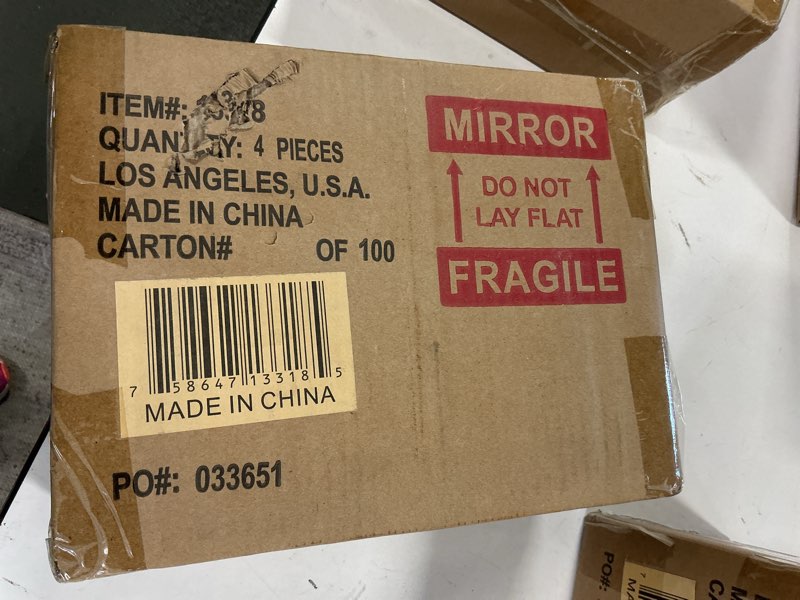 ITEM#:
QUANTITY: 4 PIECES
LOS ANGELES, U.S.A.
MADE IN CHINA
CARTON# OF 100
7 58647 13318 5
MADE IN CHINA
PO#: 033651
MIRROR
DO NOT
LAY FLAT
FRAGILE
PO#: